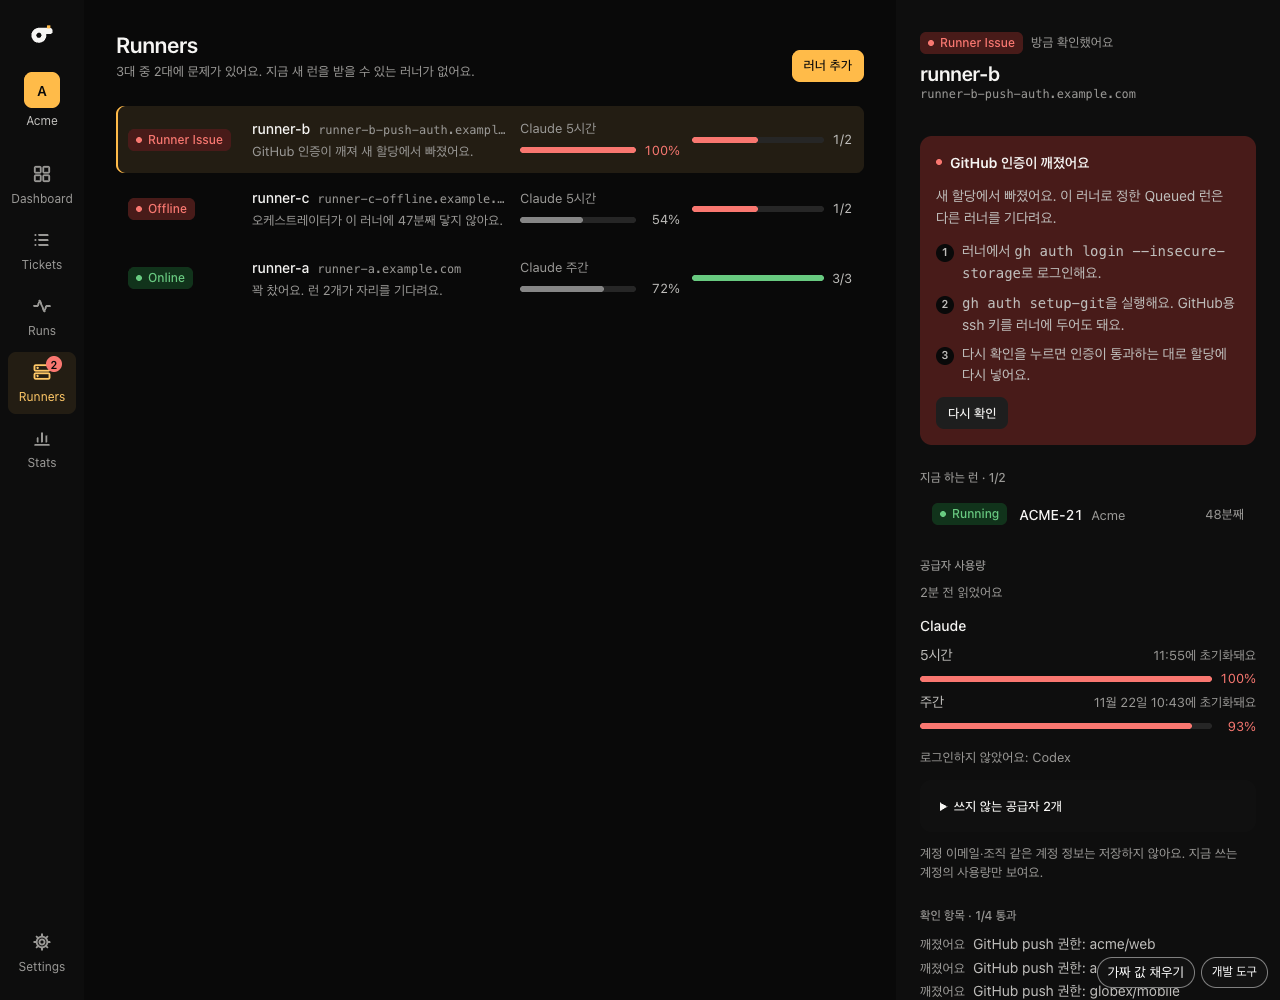 A
Acme
Dashboard
Tickets
Runs
2
Runners
Stats
Settings
Runners
3대 중 2대에 문제가 있어요. 지금 새 런을 받을 수 있는 러너가 없어요.
러너 추가
Runner Issue
runner-b runner-b-push-auth.exampl…
GitHub 인증이 깨져 새 할당에서 빠졌어요.
Claude 5시간
100%
1/2
Offline
runner-c runner-c-offline.example.…
오케스트레이터가 이 러너에 47분째 닿지 않아요.
Claude 5시간
54%
1/2
Online
runner-a runner-a.example.com
꽉 찼어요. 런 2개가 자리를 기다려요.
Claude 주간
72%
3/3
Runner Issue 방금 확인했어요
runner-b
runner-b-push-auth.example.com
GitHub 인증이 깨졌어요
새 할당에서 빠졌어요. 이 러너로 정한 Queued 런은
다른 러너를 기다려요.
1 러너에서 gh auth login --insecure-
storage로 로그인해요.
2 gh auth setup-git을 실행해요. GitHub용
ssh 키를 러너에 두어도 돼요.
3 다시 확인을 누르면 인증이 통과하는 대로 할당에
다시 넣어요.
다시 확인
지금 하는 런 · 1/2
Running ACME-21 Acme 48분째
공급자 사용량
2분 전 읽었어요
Claude
5시간 11:55에 초기화돼요
100%
주간 11월 22일 10:43에 초기화돼요
93%
로그인하지 않았어요: Codex
▶ 쓰지 않는 공급자 2개
계정 이메일·조직 같은 계정 정보는 저장하지 않아요. 지금 쓰는
계정의 사용량만 보여요.
확인 항목 · 1/4 통과
깨졌어요 GitHub push 권한: acme/web
깨졌어요 GitHub push 권한: a
깨졌어요 GitHub push 권한: globex/mobile
가짜 값 채우기
개발 도구